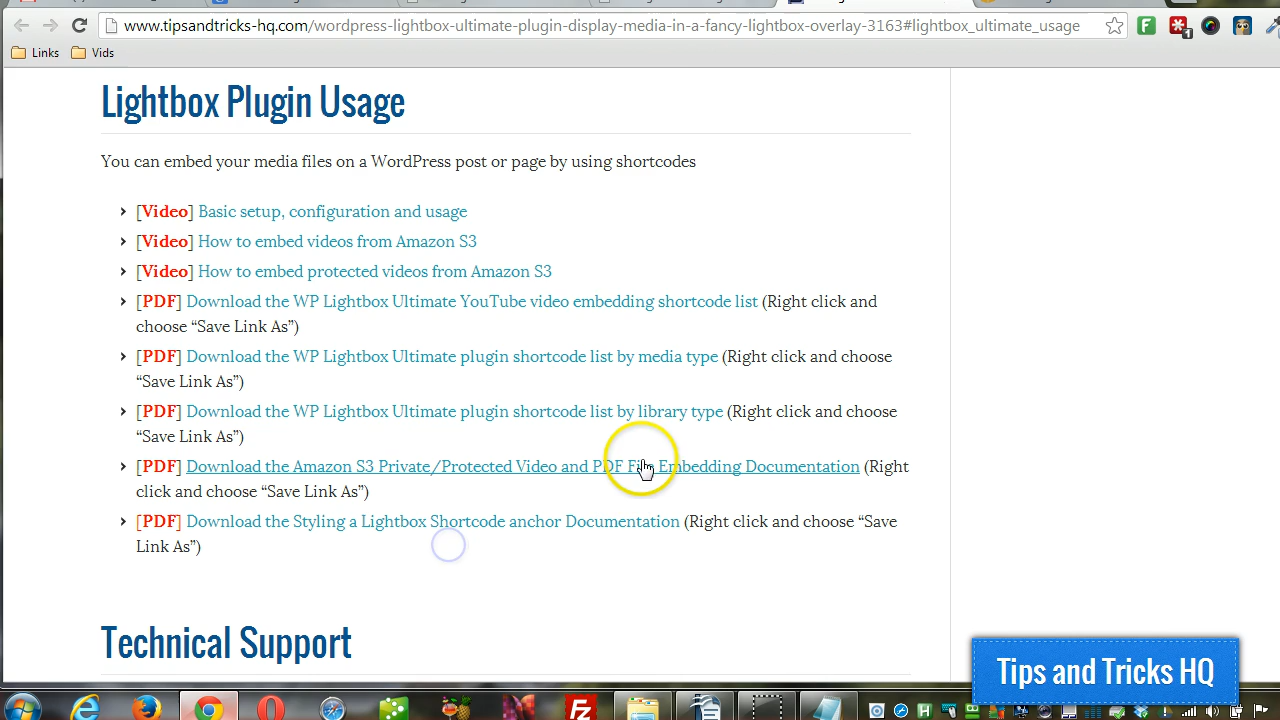 www.tipsandtricks-hq.com/wordpress-lightbox-ultimate-plugin-display-media-in-a-fancy-lightbox-overlay-3163#lightbox_ultimate_usage
Links Vids
Lightbox Plugin Usage
You can embed your media files on a WordPress post or page by using shortcodes
[Video] Basic setup, configuration and usage
[Video] How to embed videos from Amazon S3
[Video] How to embed protected videos from Amazon S3
[PDF] Download the WP Lightbox Ultimate YouTube video embedding shortcode list (Right click and
choose “Save Link As”)
[PDF] Download the WP Lightbox Ultimate plugin shortcode list by media type (Right click and choose
“Save Link As”)
[PDF] Download the WP Lightbox Ultimate plugin shortcode list by library type (Right click and choose
“Save Link As”)
[PDF] Download the Amazon S3 Private/Protected Video and PDF File Embedding Documentation (Right
click and choose “Save Link As”)
[PDF] Download the Styling a Lightbox Shortcode anchor Documentation (Right click and choose “Save
Link As”)
Technical Support
Tips and Tricks HQ